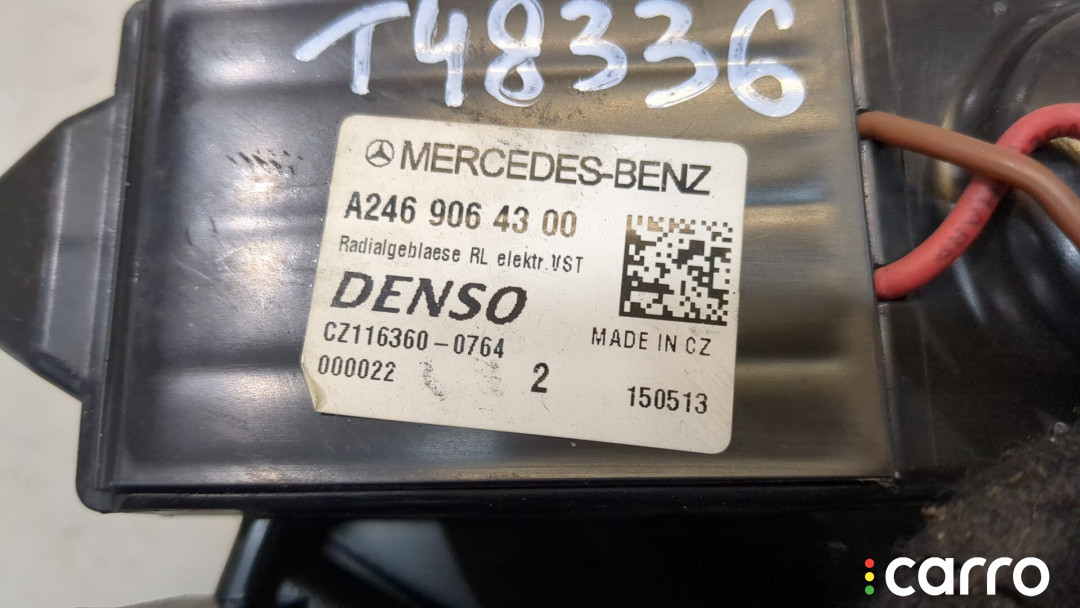 T48336
MERCEDES-BENZ
A246 906 43 00
Radialgeblaese RL elektr.VST
DENSO
CZ116360-0764
MADE IN CZ
000022
2
150513
carro